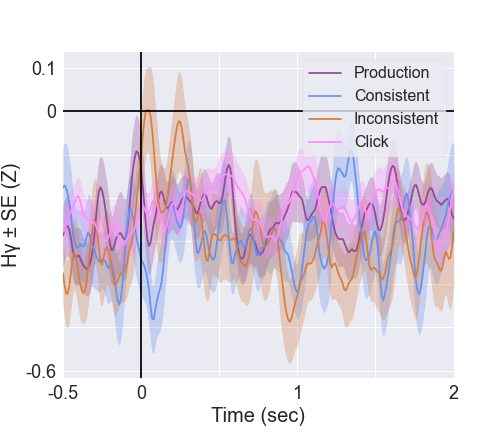 0.1
0
-0.6
Hγ ± SE (Z)
Production
Consistent
Inconsistent
Click
-0.5
0
1
2
Time (sec)